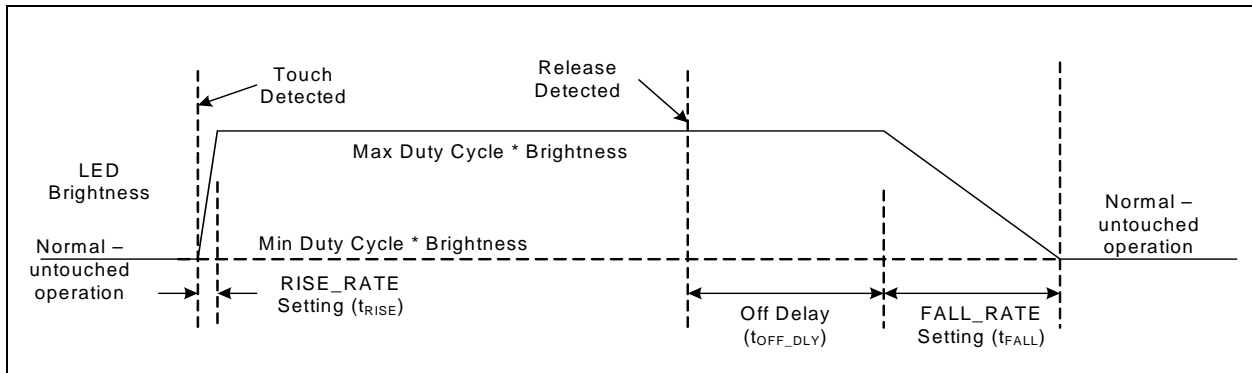 Touch
Detected
Release
Detected
Max Duty Cycle * Brightness
LED
Brightness
Normal –
untouched
operation
Min Duty Cycle * Brightness
Normal –
untouched
operation
RISE_RATE
Setting (tRISE)
Off Delay
(tOFF_DLY)
FALL_RATE
Setting (tFALL)